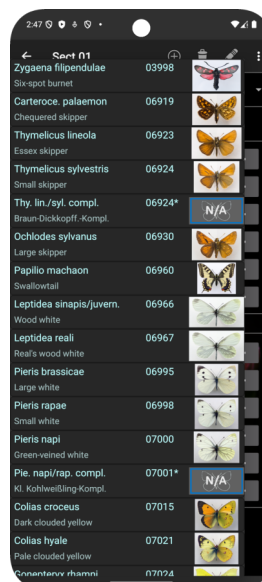 2:47
Sect 01
Zygaena filipendulae 03998
Six-spot burnet
Carteroce. palaemon 06919
Chequered skipper
Thymelicus lineola 06923
Essex skipper
Thymelicus sylvestris 06924
Small skipper
Thy. lin./syl. compl. 06924* N/A
Braun-Dickkopff.-Kompl.
Ochlodes sylvanus 06930
Large skipper
Papilio machaon 06960
Swallowtail
Leptidea sinapis/juvern. 06966
Wood white
Leptidea reali 06967
Real's wood white
Pieris brassicae 06995
Large white
Pieris rapae 06998
Small white
Pieris napi 07000
Green-veined white
Pie. napi/rap. compl. 07001* N/A
Kl. Kohlweißling-Kompl.
Colias croceus 07015
Dark clouded yellow
Colias hyale 07021
Pale clouded yellow
Gonepteryx rhamni 07024